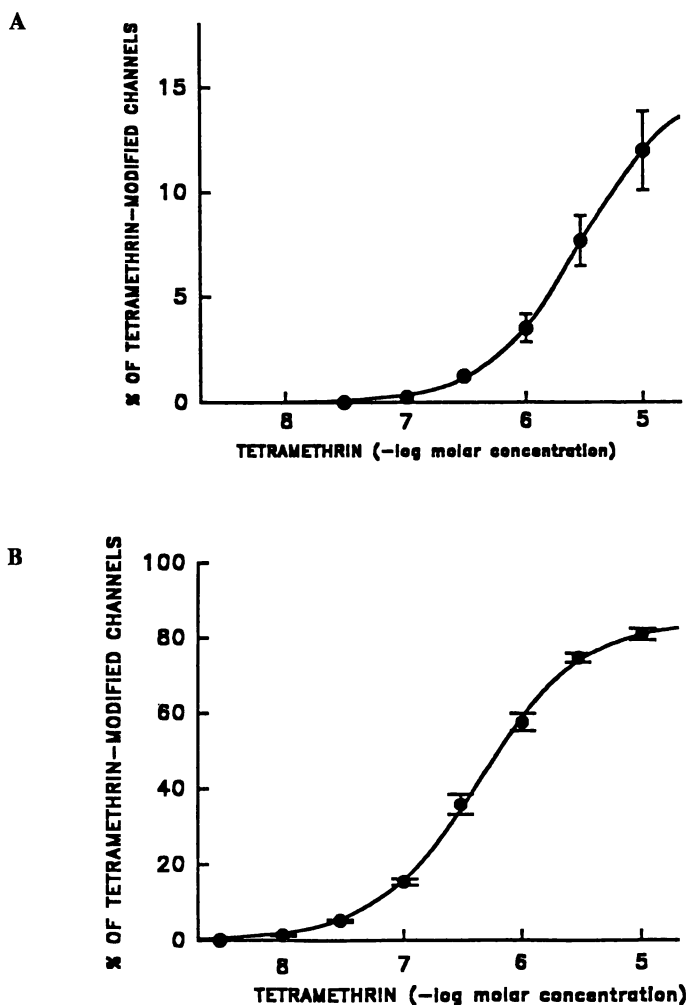 A
% OF TETRAMETHRIN-MODIFIED CHANNELS
15
10
5
0
8 7 6 5
TETRAMETHRIN (-log molar concentration)
B
% OF TETRAMETHRIN-MODIFIED CHANNELS
100
80
60
40
20
0
8 7 6 5
TETRAMETHRIN (-log molar concentration)